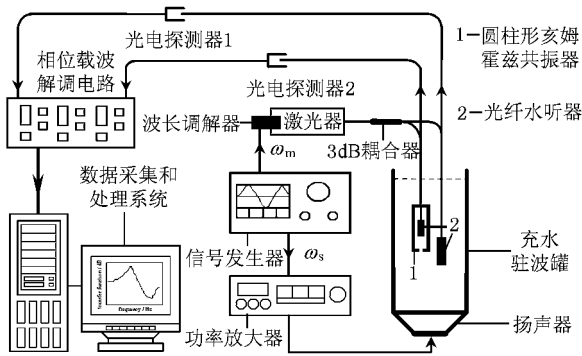 光电探测器1
1-圆柱形亥姆
霍兹共振器
相位载波
解调电路
光电探测器2
2-光纤水听器
波长调解器
激光器
3dB耦合器
ωm
数据采集和
处理系统
信号发生器
ωs
1
2
充水
驻波罐
Frequency / Hz
功率放大器
扬声器